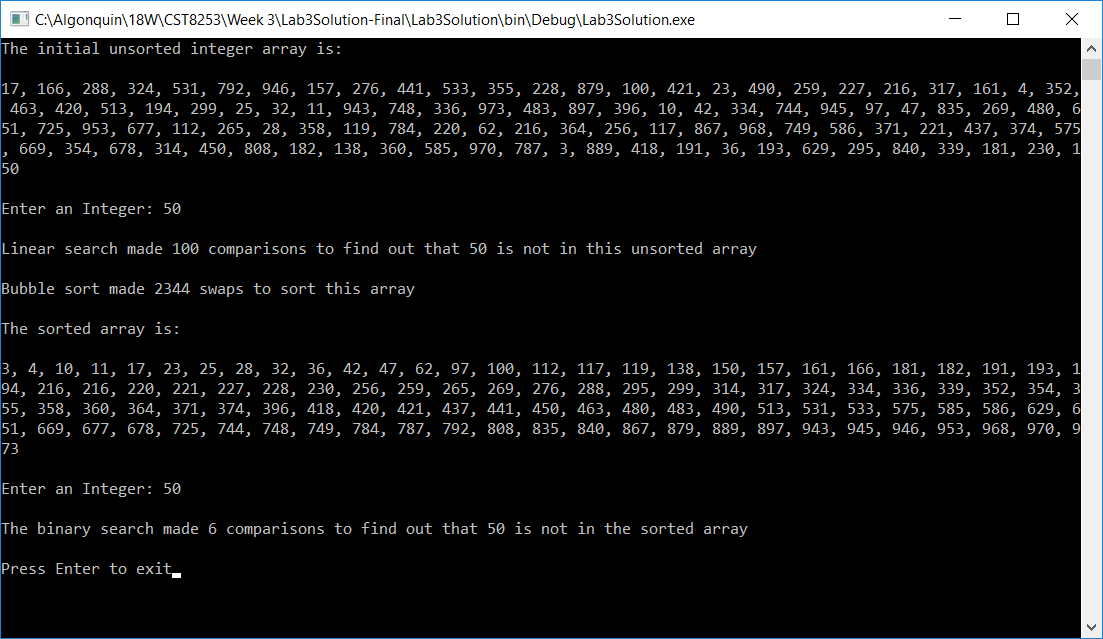 C:\Algonquin\18W\CST8253\Week 3\Lab3Solution-Final\Lab3Solution\bin\Debug\Lab3Solution.exe
The initial unsorted integer array is:
17, 166, 288, 324, 531, 792, 946, 157, 276, 441, 533, 355, 228, 879, 100, 421, 23, 490, 259, 227, 216, 317, 161, 4, 352,
463, 420, 513, 194, 299, 25, 32, 11, 943, 748, 336, 973, 483, 897, 396, 10, 42, 334, 744, 945, 97, 47, 835, 269, 480, 6
51, 725, 953, 677, 112, 265, 28, 358, 119, 784, 220, 62, 216, 364, 256, 117, 867, 968, 749, 586, 371, 221, 437, 374, 575
, 669, 354, 678, 314, 450, 808, 182, 138, 360, 585, 970, 787, 3, 889, 418, 191, 36, 193, 629, 295, 840, 339, 181, 230, 1
50
Enter an Integer: 50
Linear search made 100 comparisons to find out that 50 is not in this unsorted array
Bubble sort made 2344 swaps to sort this array
The sorted array is:
3, 4, 10, 11, 17, 23, 25, 28, 32, 36, 42, 47, 62, 97, 100, 112, 117, 119, 138, 150, 157, 161, 166, 181, 182, 191, 193, 1
94, 216, 216, 220, 221, 227, 228, 230, 256, 259, 265, 269, 276, 288, 295, 299, 314, 317, 324, 334, 336, 339, 352, 354, 3
55, 358, 360, 364, 371, 374, 396, 418, 420, 421, 437, 441, 450, 463, 480, 483, 490, 513, 531, 533, 575, 585, 586, 629, 6
51, 669, 677, 678, 725, 744, 748, 749, 784, 787, 792, 808, 835, 840, 867, 879, 889, 897, 943, 945, 946, 953, 968, 970, 9
73
Enter an Integer: 50
The binary search made 6 comparisons to find out that 50 is not in the sorted array
Press Enter to exit